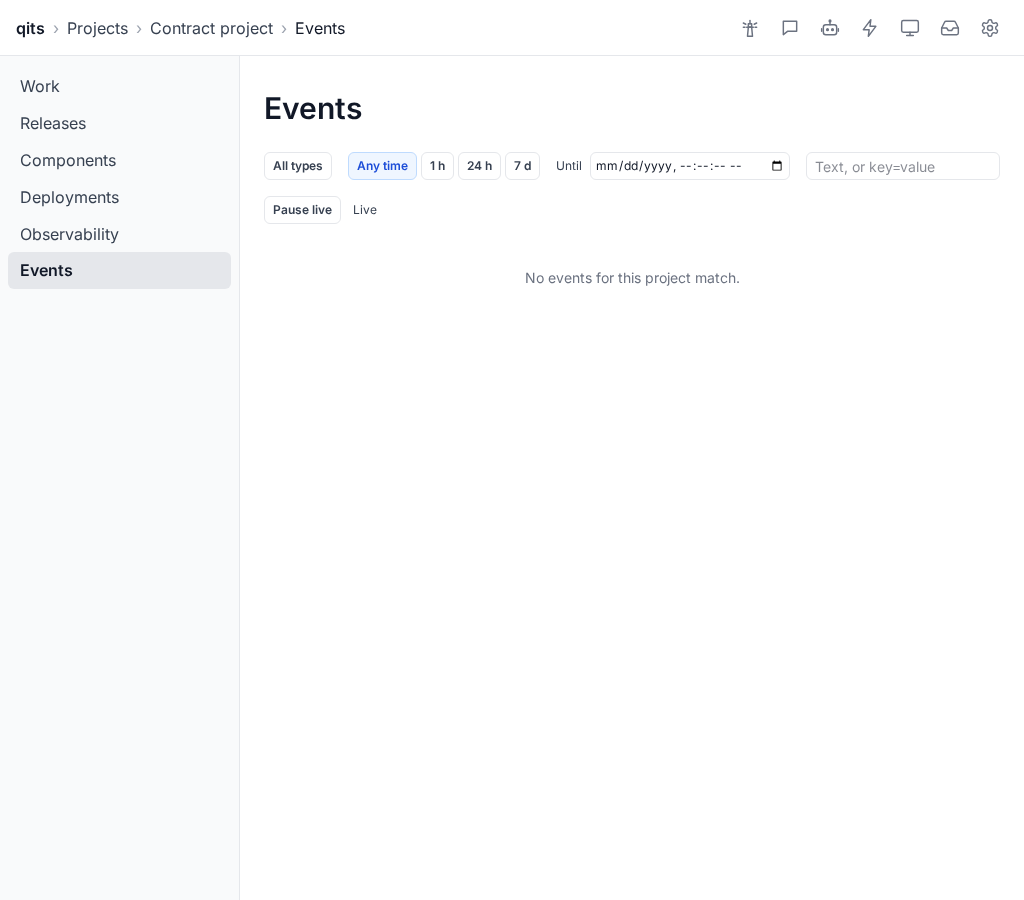 qits › Projects › Contract project › Events
Work
Releases
Components
Deployments
Observability
Events
Events
All types Any time 1 h 24 h 7 d Until mm/dd/yyyy, --:--:-- -- Text, or key=value
Pause live Live
No events for this project match.